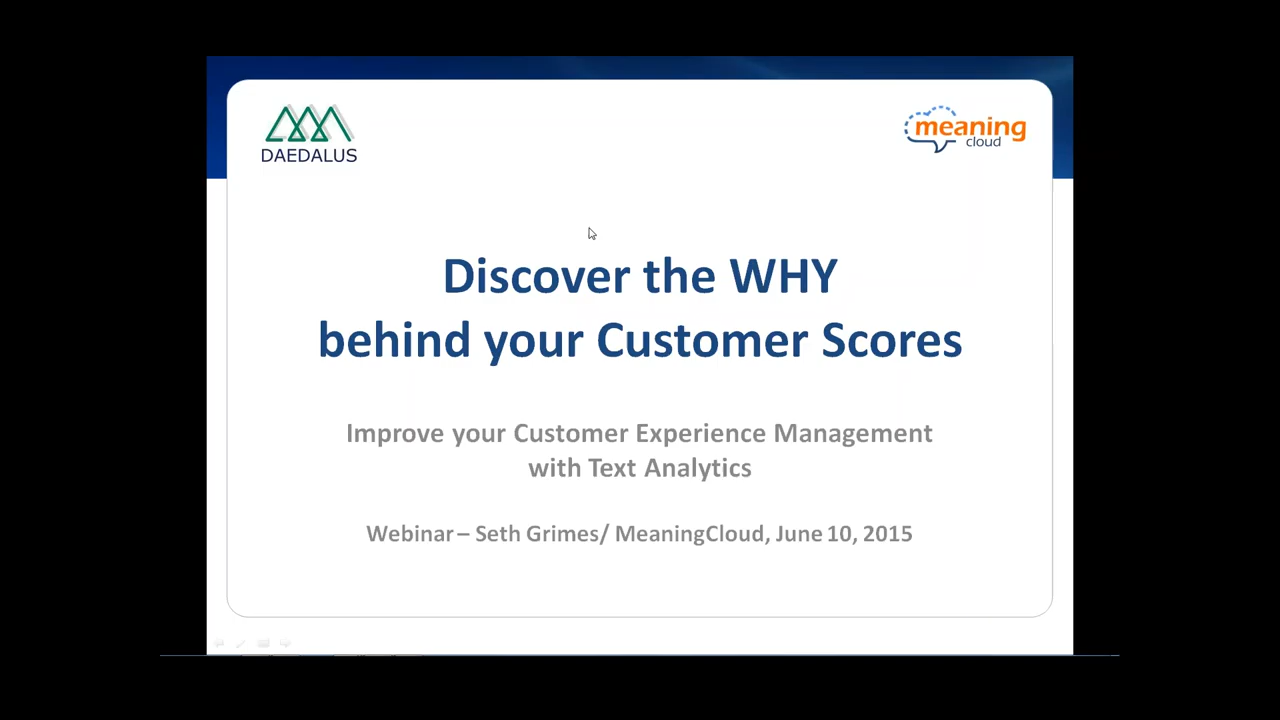 DAEDALUS
meaning
cloud
Discover the WHY
behind your Customer Scores
Improve your Customer Experience Management
with Text Analytics
Webinar – Seth Grimes/ MeaningCloud, June 10, 2015